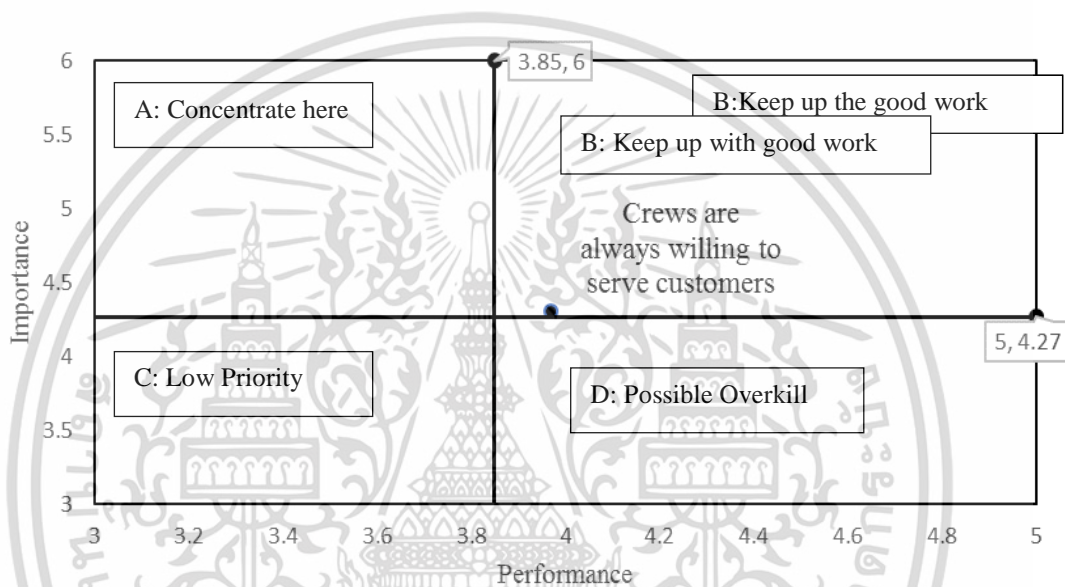 6
3.85, 6
A: Concentrate here
B:Keep up the good work
B: Keep up with good work
5.5
5
Crews are
always willing to
serve customers
4.5
Importance
5, 4.27
4
C: Low Priority
D: Possible Overkill
3.5
3
3
3.2
3.4
3.6
3.8
4
4.2
4.4
4.6
4.8
5
Performance